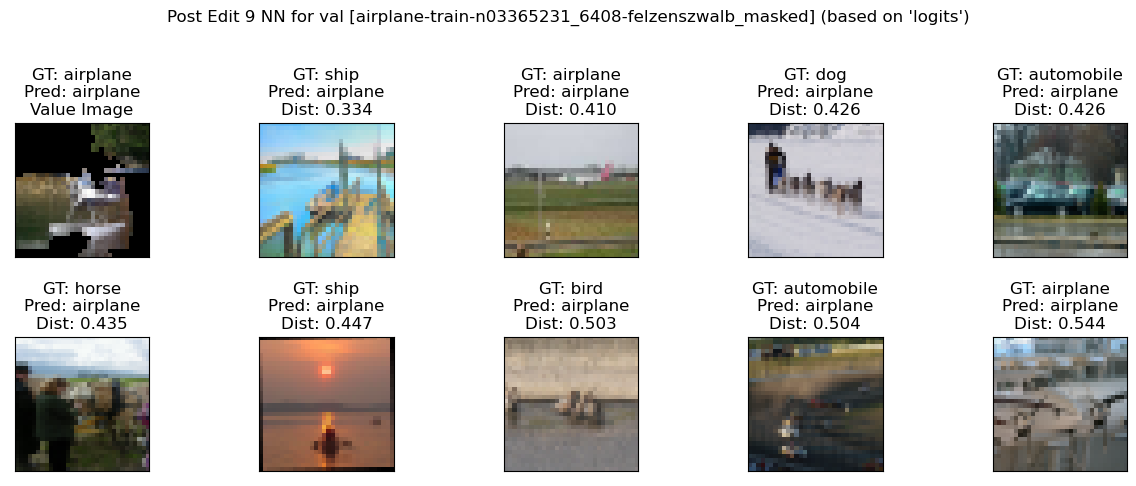 Post Edit 9 NN for val [airplane-train-n03365231_6408-felzenszwalb_masked] (based on 'logits')
GT: airplane
Pred: airplane
Value Image
GT: ship
Pred: airplane
Dist: 0.334
GT: airplane
Pred: airplane
Dist: 0.410
GT: dog
Pred: airplane
Dist: 0.426
GT: automobile
Pred: airplane
Dist: 0.426
GT: horse
Pred: airplane
Dist: 0.435
GT: ship
Pred: airplane
Dist: 0.447
GT: bird
Pred: airplane
Dist: 0.503
GT: automobile
Pred: airplane
Dist: 0.504
GT: airplane
Pred: airplane
Dist: 0.544